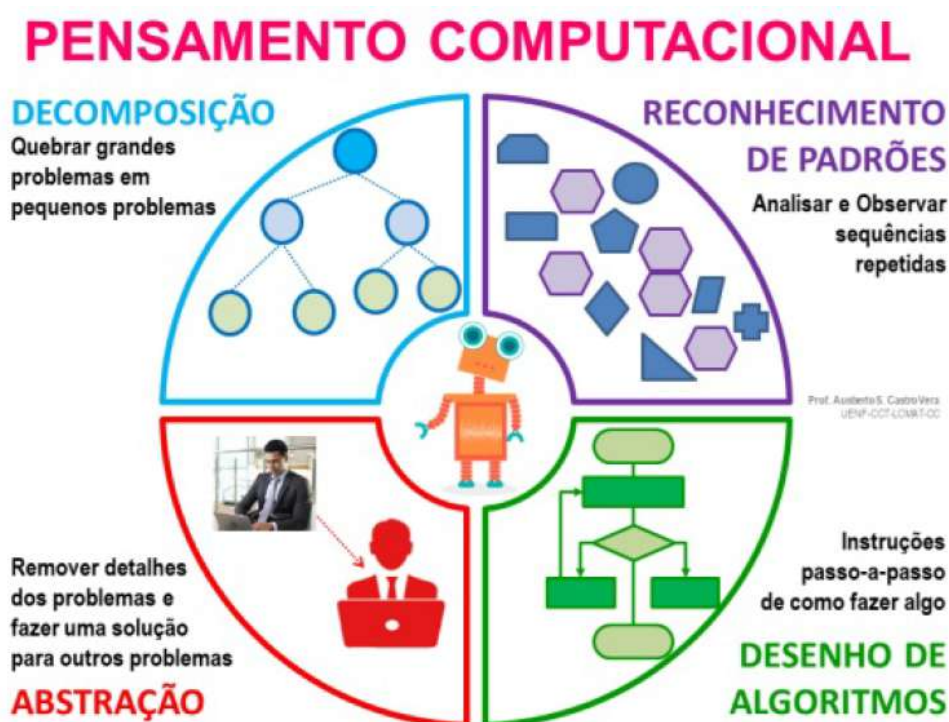 PENSAMENTO COMPUTACIONAL
DECOMPOSIÇÃO
Quebrar grandes
problemas em
pequenos problemas
RECONHECIMENTO
DE PADRÕES
Analisar e Observar
sequências
repetidas
Prof. Ausberto S. Castro Vera
UENF-CCT-LCMAT-CC
Remover detalhes
dos problemas e
fazer uma solução
para outros problemas
ABSTRAÇÃO
Instruções
passo-a-passo
de como fazer algo
DESENHO DE
ALGORITMOS